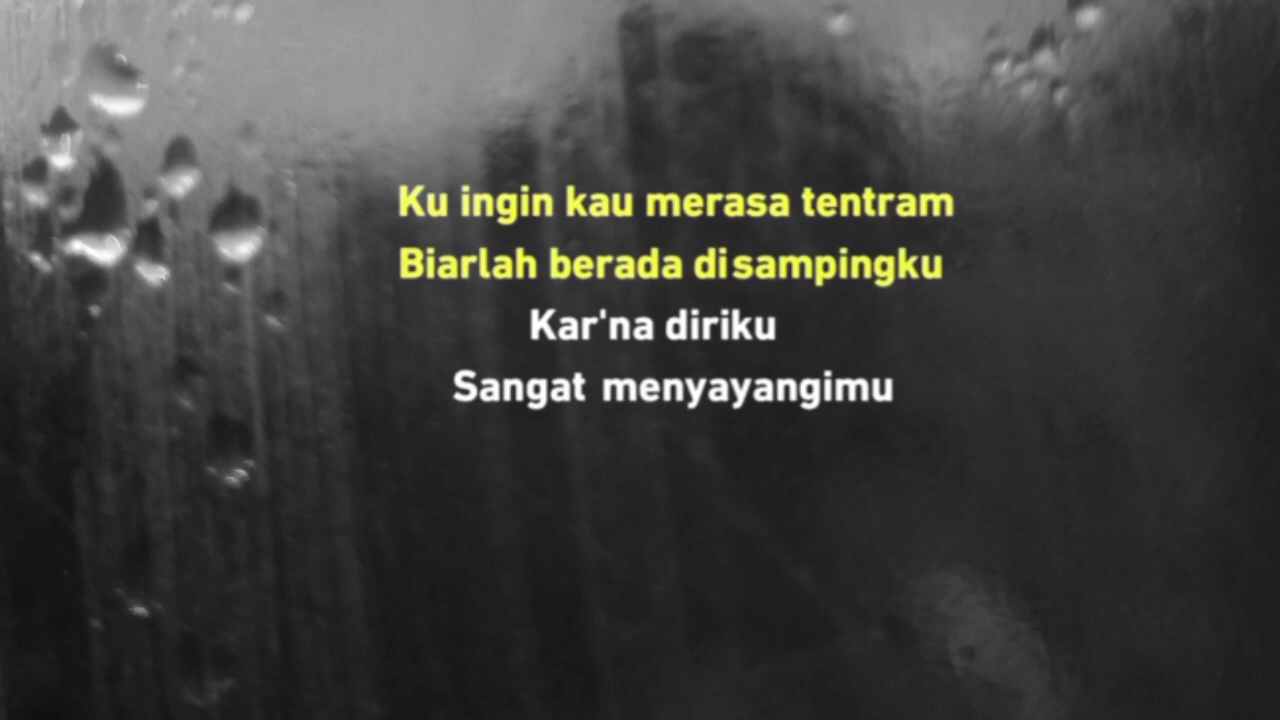 Ku ingin kau merasa tentram
Biarlah berada disampingku
Kar'na diriku
Sangat menyayangimu